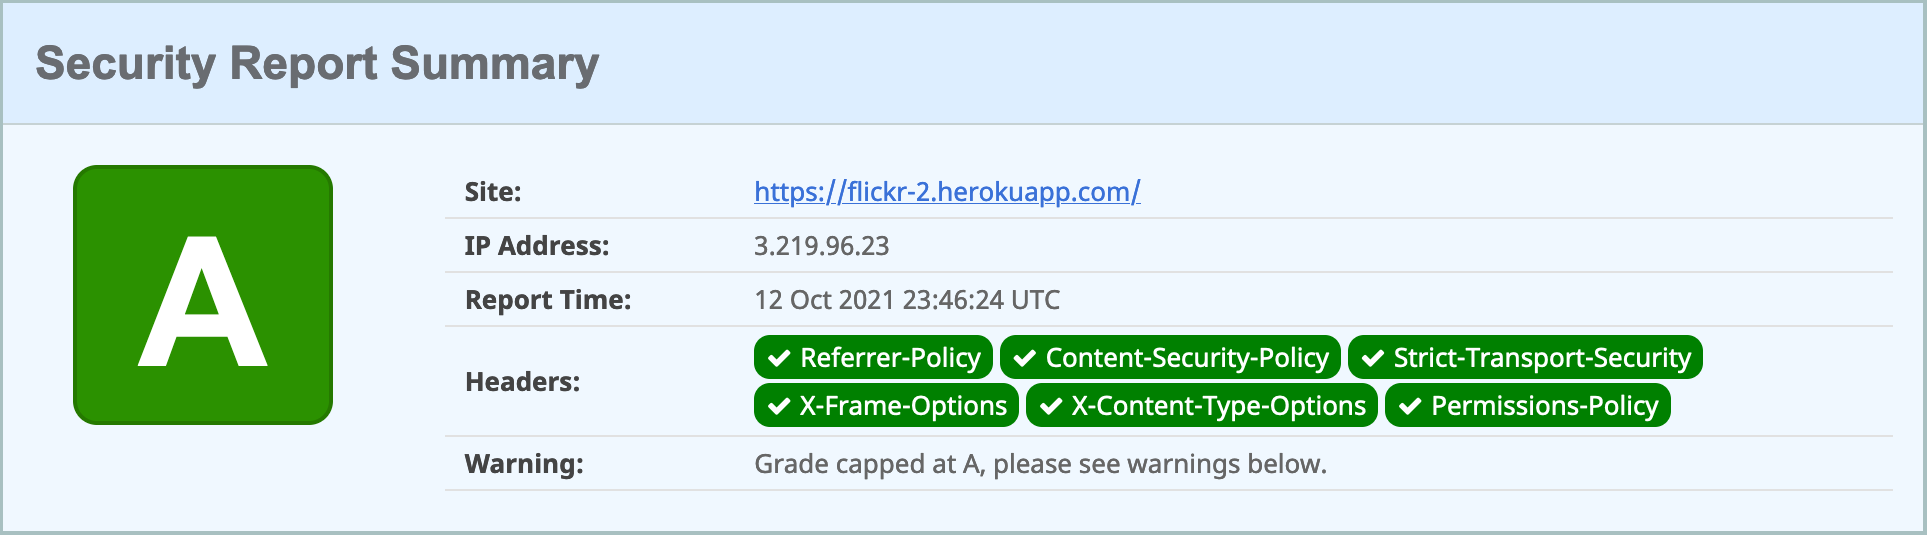 Security Report Summary
A
Site: https://flickr-2.herokuapp.com/
IP Address: 3.219.96.23
Report Time: 12 Oct 2021 23:46:24 UTC
Headers: Referrer-Policy Content-Security-Policy Strict-Transport-Security
X-Frame-Options X-Content-Type-Options Permissions-Policy
Warning: Grade capped at A, please see warnings below.